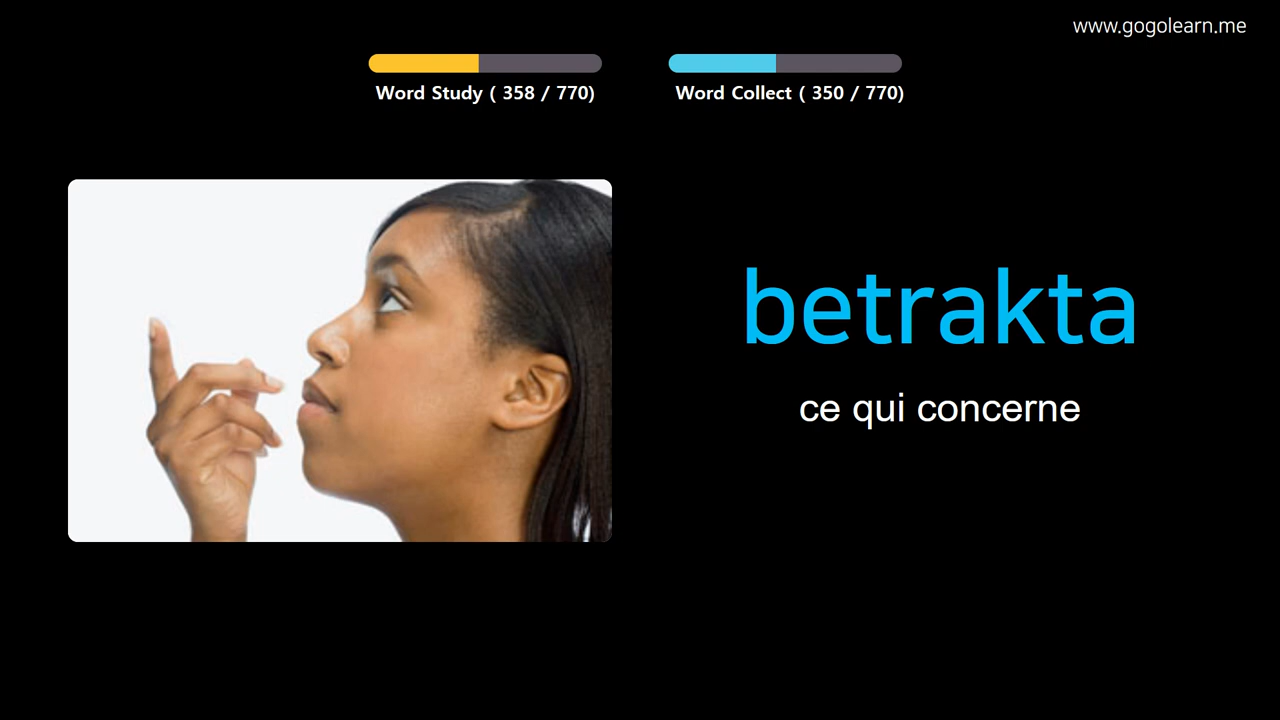 www.gogolearn.me
Word Study ( 358 / 770)
Word Collect ( 350 / 770)
betrakta
ce qui concerne